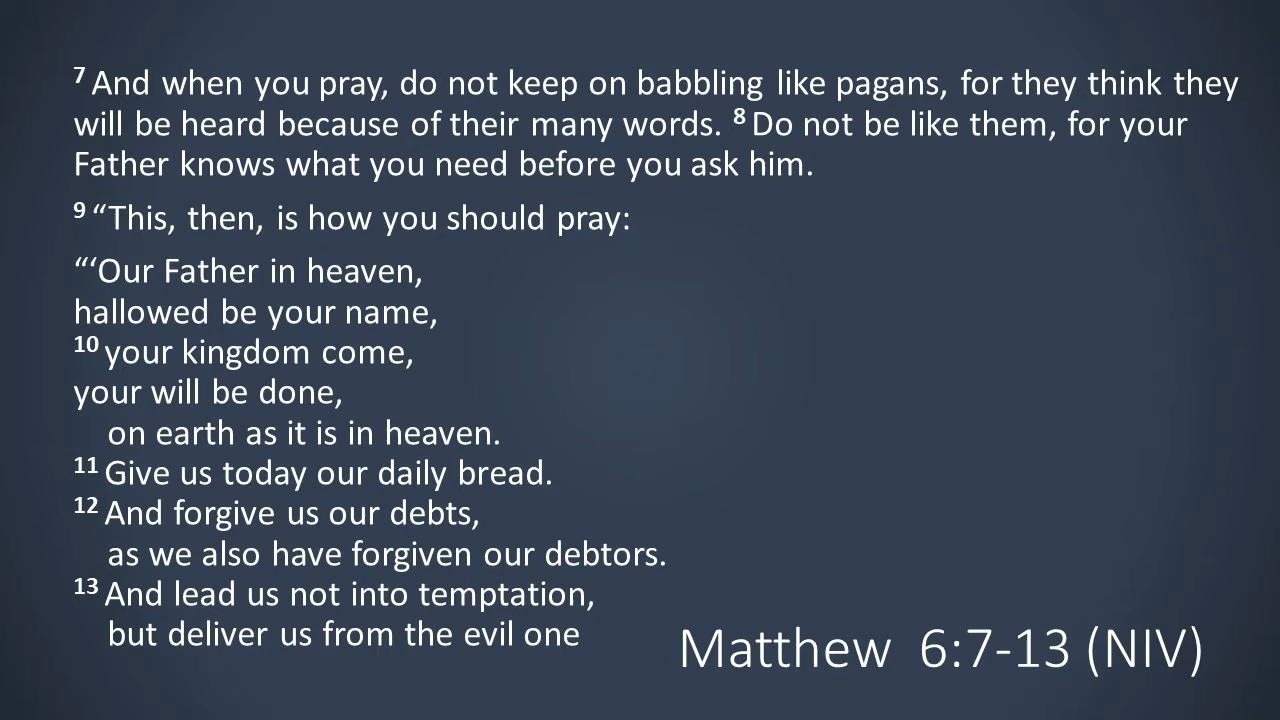 ⁷ And when you pray, do not keep on babbling like pagans, for they think they
will be heard because of their many words. ⁸ Do not be like them, for your
Father knows what you need before you ask him.
⁹ “This, then, is how you should pray:
“‘Our Father in heaven,
hallowed be your name,
¹⁰ your kingdom come,
your will be done,
on earth as it is in heaven.
¹¹ Give us today our daily bread.
¹² And forgive us our debts,
as we also have forgiven our debtors.
¹³ And lead us not into temptation,
but deliver us from the evil one
Matthew 6:7-13 (NIV)